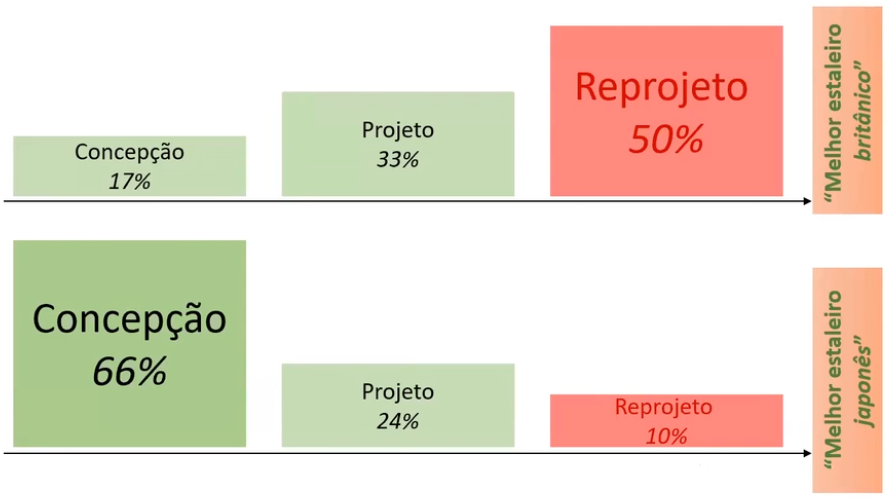 Concepção
17%
Projeto
33%
Reprojeto
50%
“Melhor estaleiro
britânico”
Concepção
66%
Projeto
24%
Reprojeto
10%
“Melhor estaleiro
japonês”